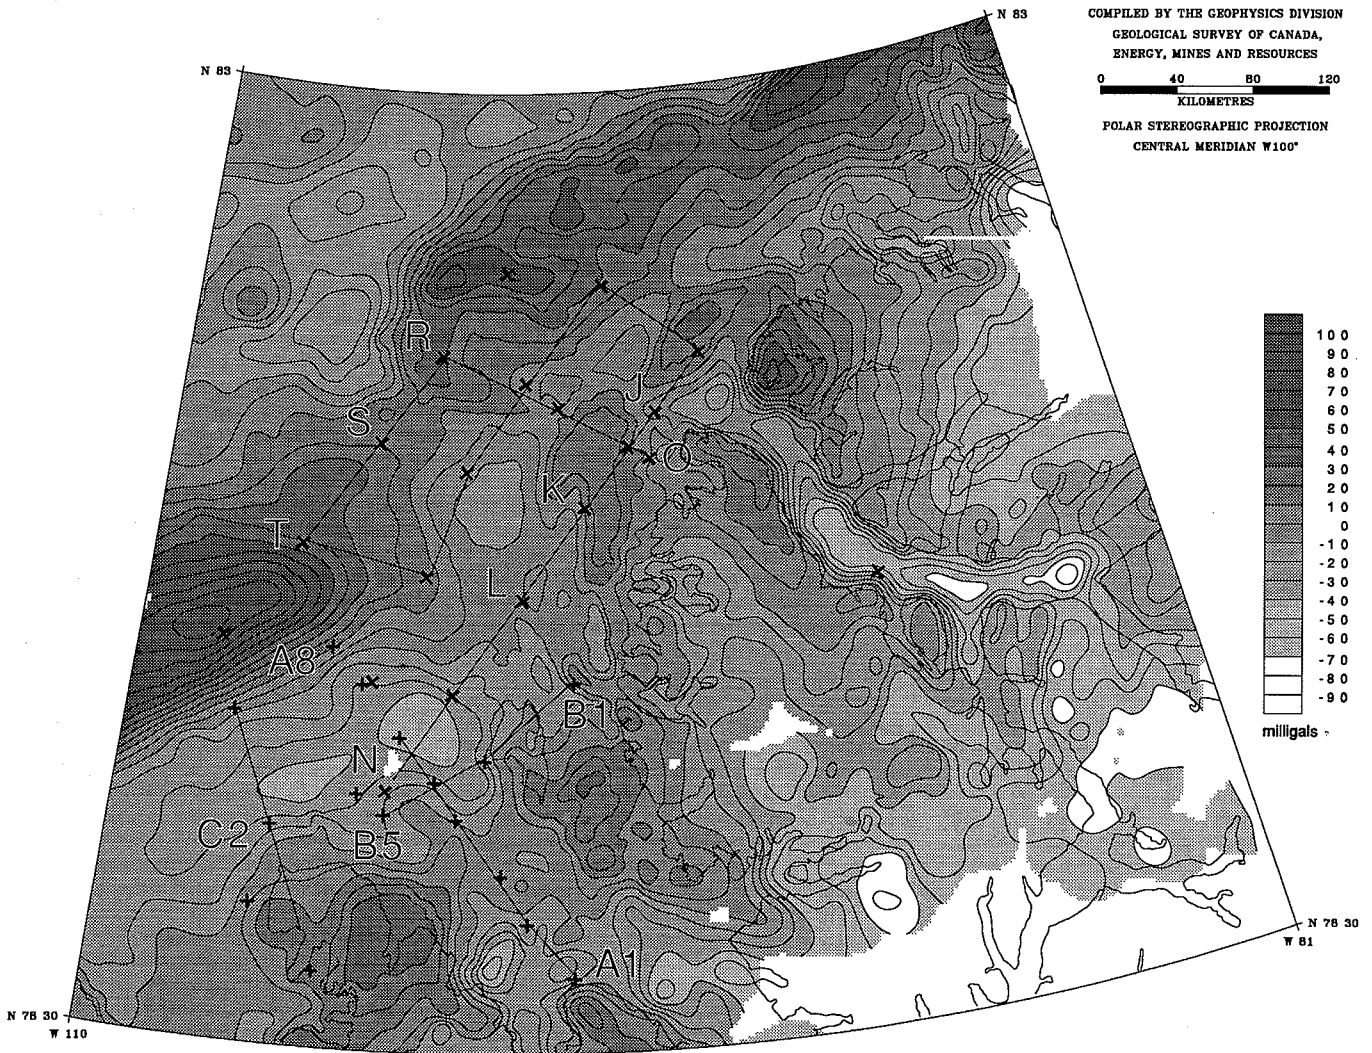 N 83
N 83
COMPILED BY THE GEOPHYSICS DIVISION
GEOLOGICAL SURVEY OF CANADA,
ENERGY, MINES AND RESOURCES
0 40 80 120
KILOMETRES
POLAR STEREOGRAPHIC PROJECTION
CENTRAL MERIDIAN W100°
R
J
S
O
K
T
L
A8
B1
N
C2
B5
A1
100
90
80
70
60
50
40
30
20
10
0
-10
-20
-30
-40
-50
-60
-70
-80
-90
milligals
N 78 30
W 81
N 78 30
W 110